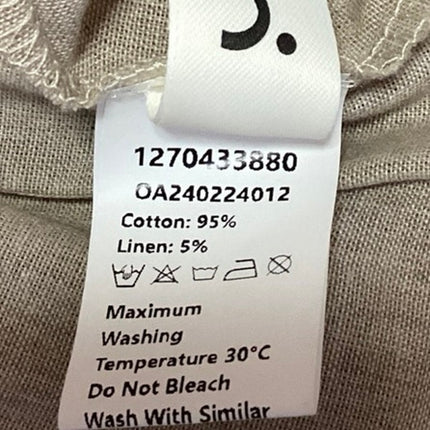 1270433880
OA240224012
Cotton: 95%
Linen: 5%
Maximum
Washing
Temperature 30°C
Do Not Bleach
Wash With Similar